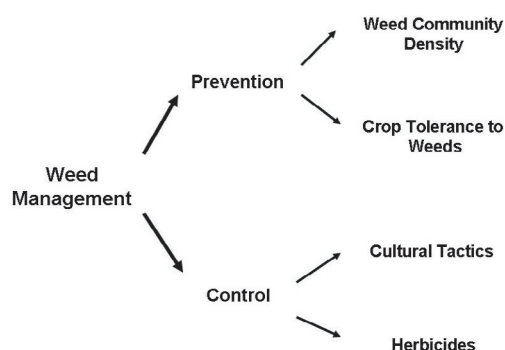 Weed Community
Density
Prevention
Crop Tolerance to
Weeds
Weed
Management
Cultural Tactics
Control
Herbicides